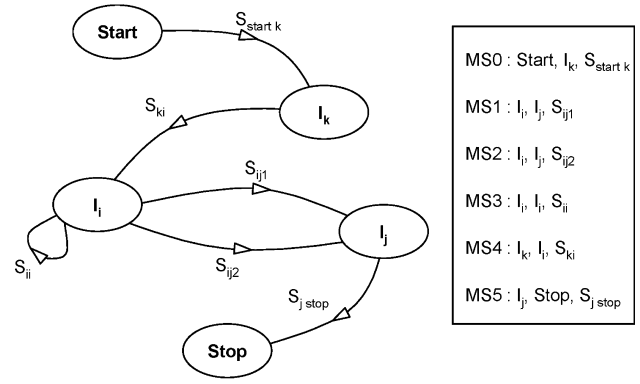 Start
S_start k
I_k
S_ki
I_i
S_ij1
I_j
S_ii
S_ij2
S_j stop
Stop
MS0 : Start, I_k, S_start k
MS1 : I_i, I_j, S_ij1
MS2 : I_i, I_j, S_ij2
MS3 : I_i, I_i, S_ii
MS4 : I_k, I_i, S_ki
MS5 : I_j, Stop, S_j stop